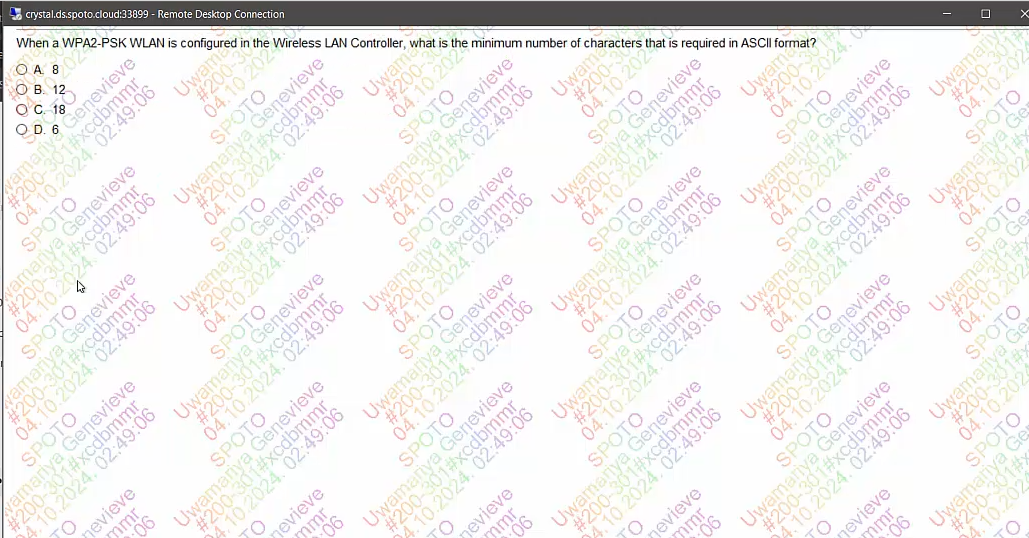 crystal.ds.spoto.cloud:33899 - Remote Desktop Connection
When a WPA2-PSK WLAN is configured in the Wireless LAN Controller, what is the minimum number of characters that is required in ASCII format?
A. 8
B. 12
C. 18
D. 6
SPOTO
Uwamariya Genevieve
#200-301#xcdbmmr
04.10.2024. 02:49:06